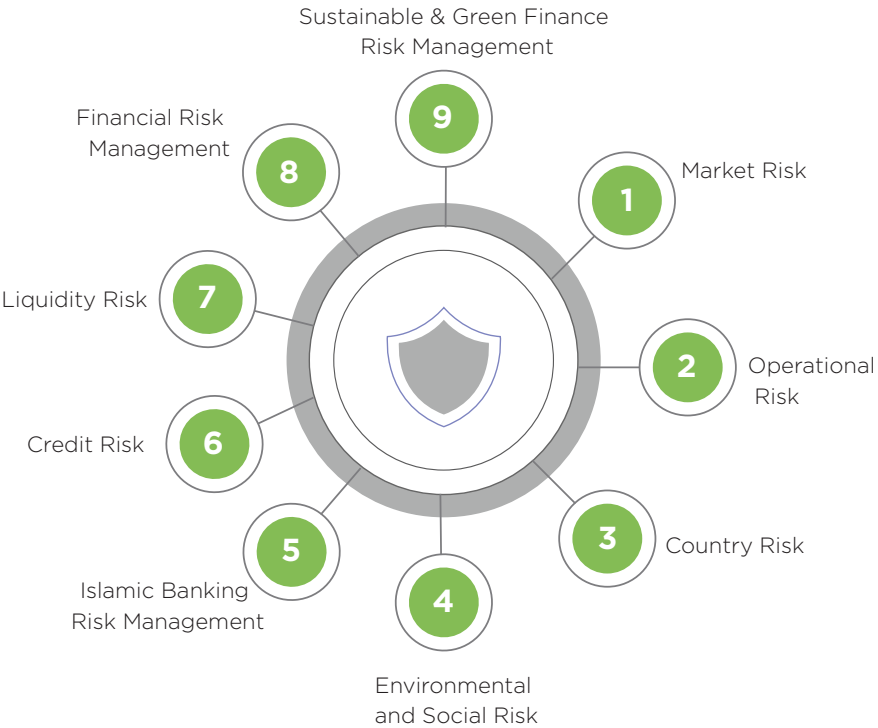 Sustainable & Green Finance
Risk Management
9
Financial Risk
Management
8
1
Market Risk
Liquidity Risk
7
2
Operational
Risk
Credit Risk
6
3
Country Risk
5
Islamic Banking
Risk Management
4
Environmental
and Social Risk